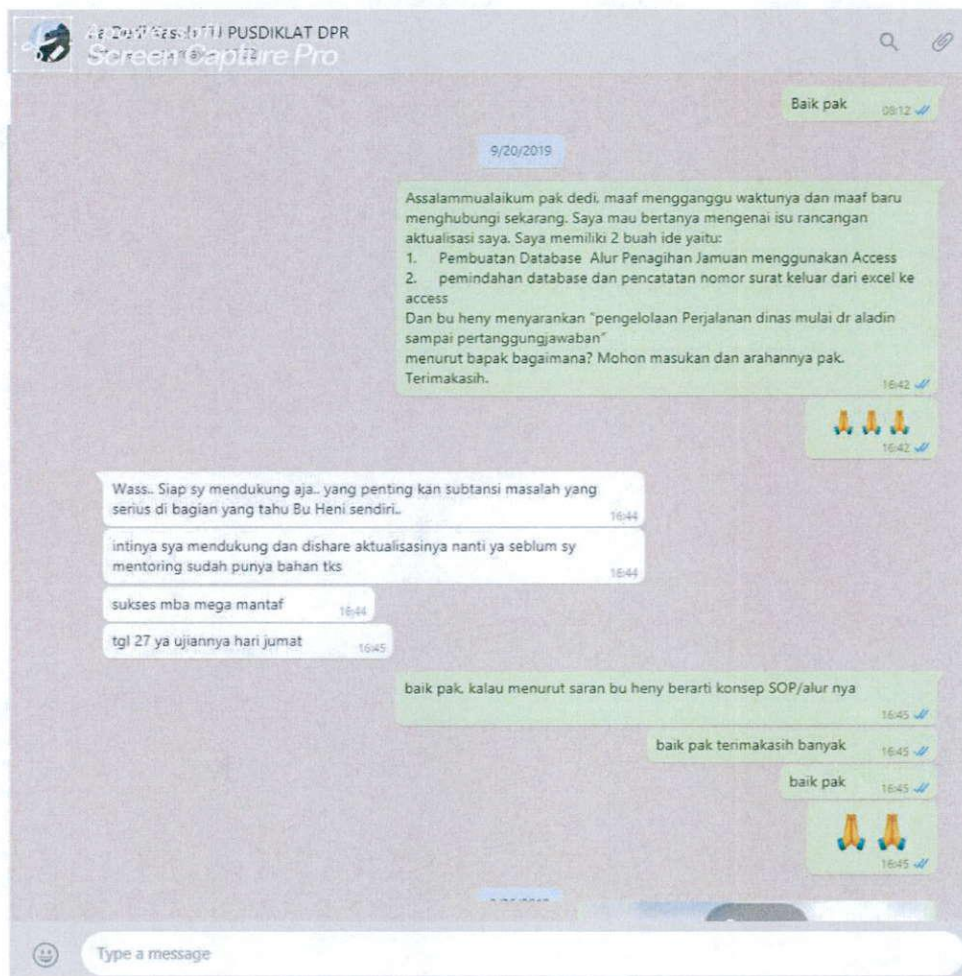 PUSDIKLAT DPR
Screen Capture Pro
Baik pak
08:12
9/20/2019
Assalammualaikum pak dedi, maaf mengganggu waktunya dan maaf baru
menghubungi sekarang. Saya mau bertanya mengenai isu rancangan
aktualisasi saya. Saya memiliki 2 buah ide yaitu:
1. Pembuatan Database Alur Penagihan Jamuan menggunakan Access
2. pemindahan database dan pencatatan nomor surat keluar dari excel ke
access
Dan bu heny menyarankan "pengelolaan Perjalanan dinas mulai dr aladin
sampai pertanggungjawaban"
menurut bapak bagaimana? Mohon masukan dan arahannya pak.
Terimakasih.
16:42
16:42
Wass.. Siap sy mendukung aja.. yang penting kan subtansi masalah yang
serius di bagian yang tahu Bu Heni sendiri..
16:44
intinya sya mendukung dan dishare aktualisasinya nanti ya seblum sy
mentoring sudah punya bahan tks
16:44
sukses mba mega mantaf
16:44
tgl 27 ya ujiannya hari jumat
16:45
baik pak, kalau menurut saran bu heny berarti konsep SOP/alur nya
16:45
baik pak terimakasih banyak
16:45
baik pak
16:45
16:45
Type a message